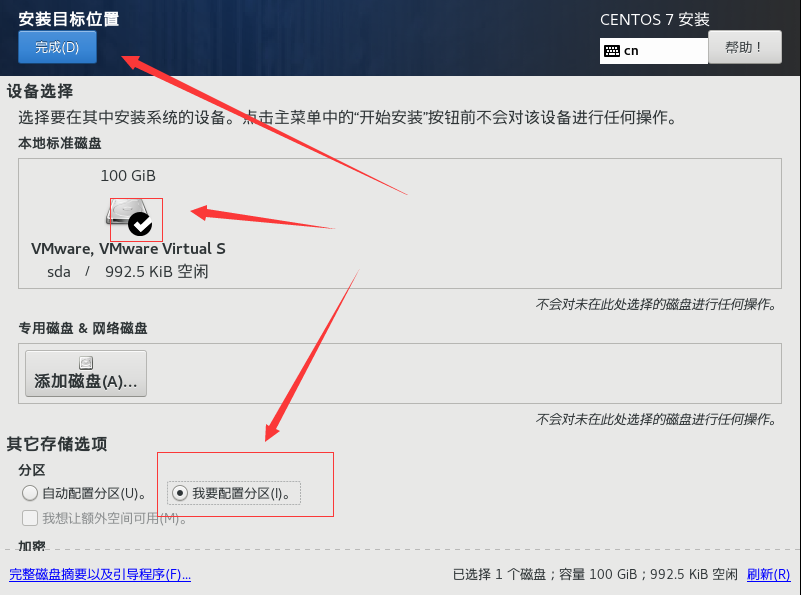 安装目标位置
CENTOS 7 安装
完成(D)
cn
帮助！
设备选择
选择要在其中安装系统的设备。点击主菜单中的“开始安装”按钮前不会对该设备进行任何操作。
本地标准磁盘
100 GiB
VMware, VMware Virtual S
sda / 992.5 KiB 空闲
不会对未在此处选择的磁盘进行任何操作。
专用磁盘 & 网络磁盘
添加磁盘(A)...
不会对未在此处选择的磁盘进行任何操作。
其它存储选项
分区
自动配置分区(U)。
我要配置分区(I)。
我想让额外空间可用(M)。
加密
完整磁盘摘要以及引导程序(F)...
已选择 1 个磁盘；容量 100 GiB；992.5 KiB 空闲
刷新(R)